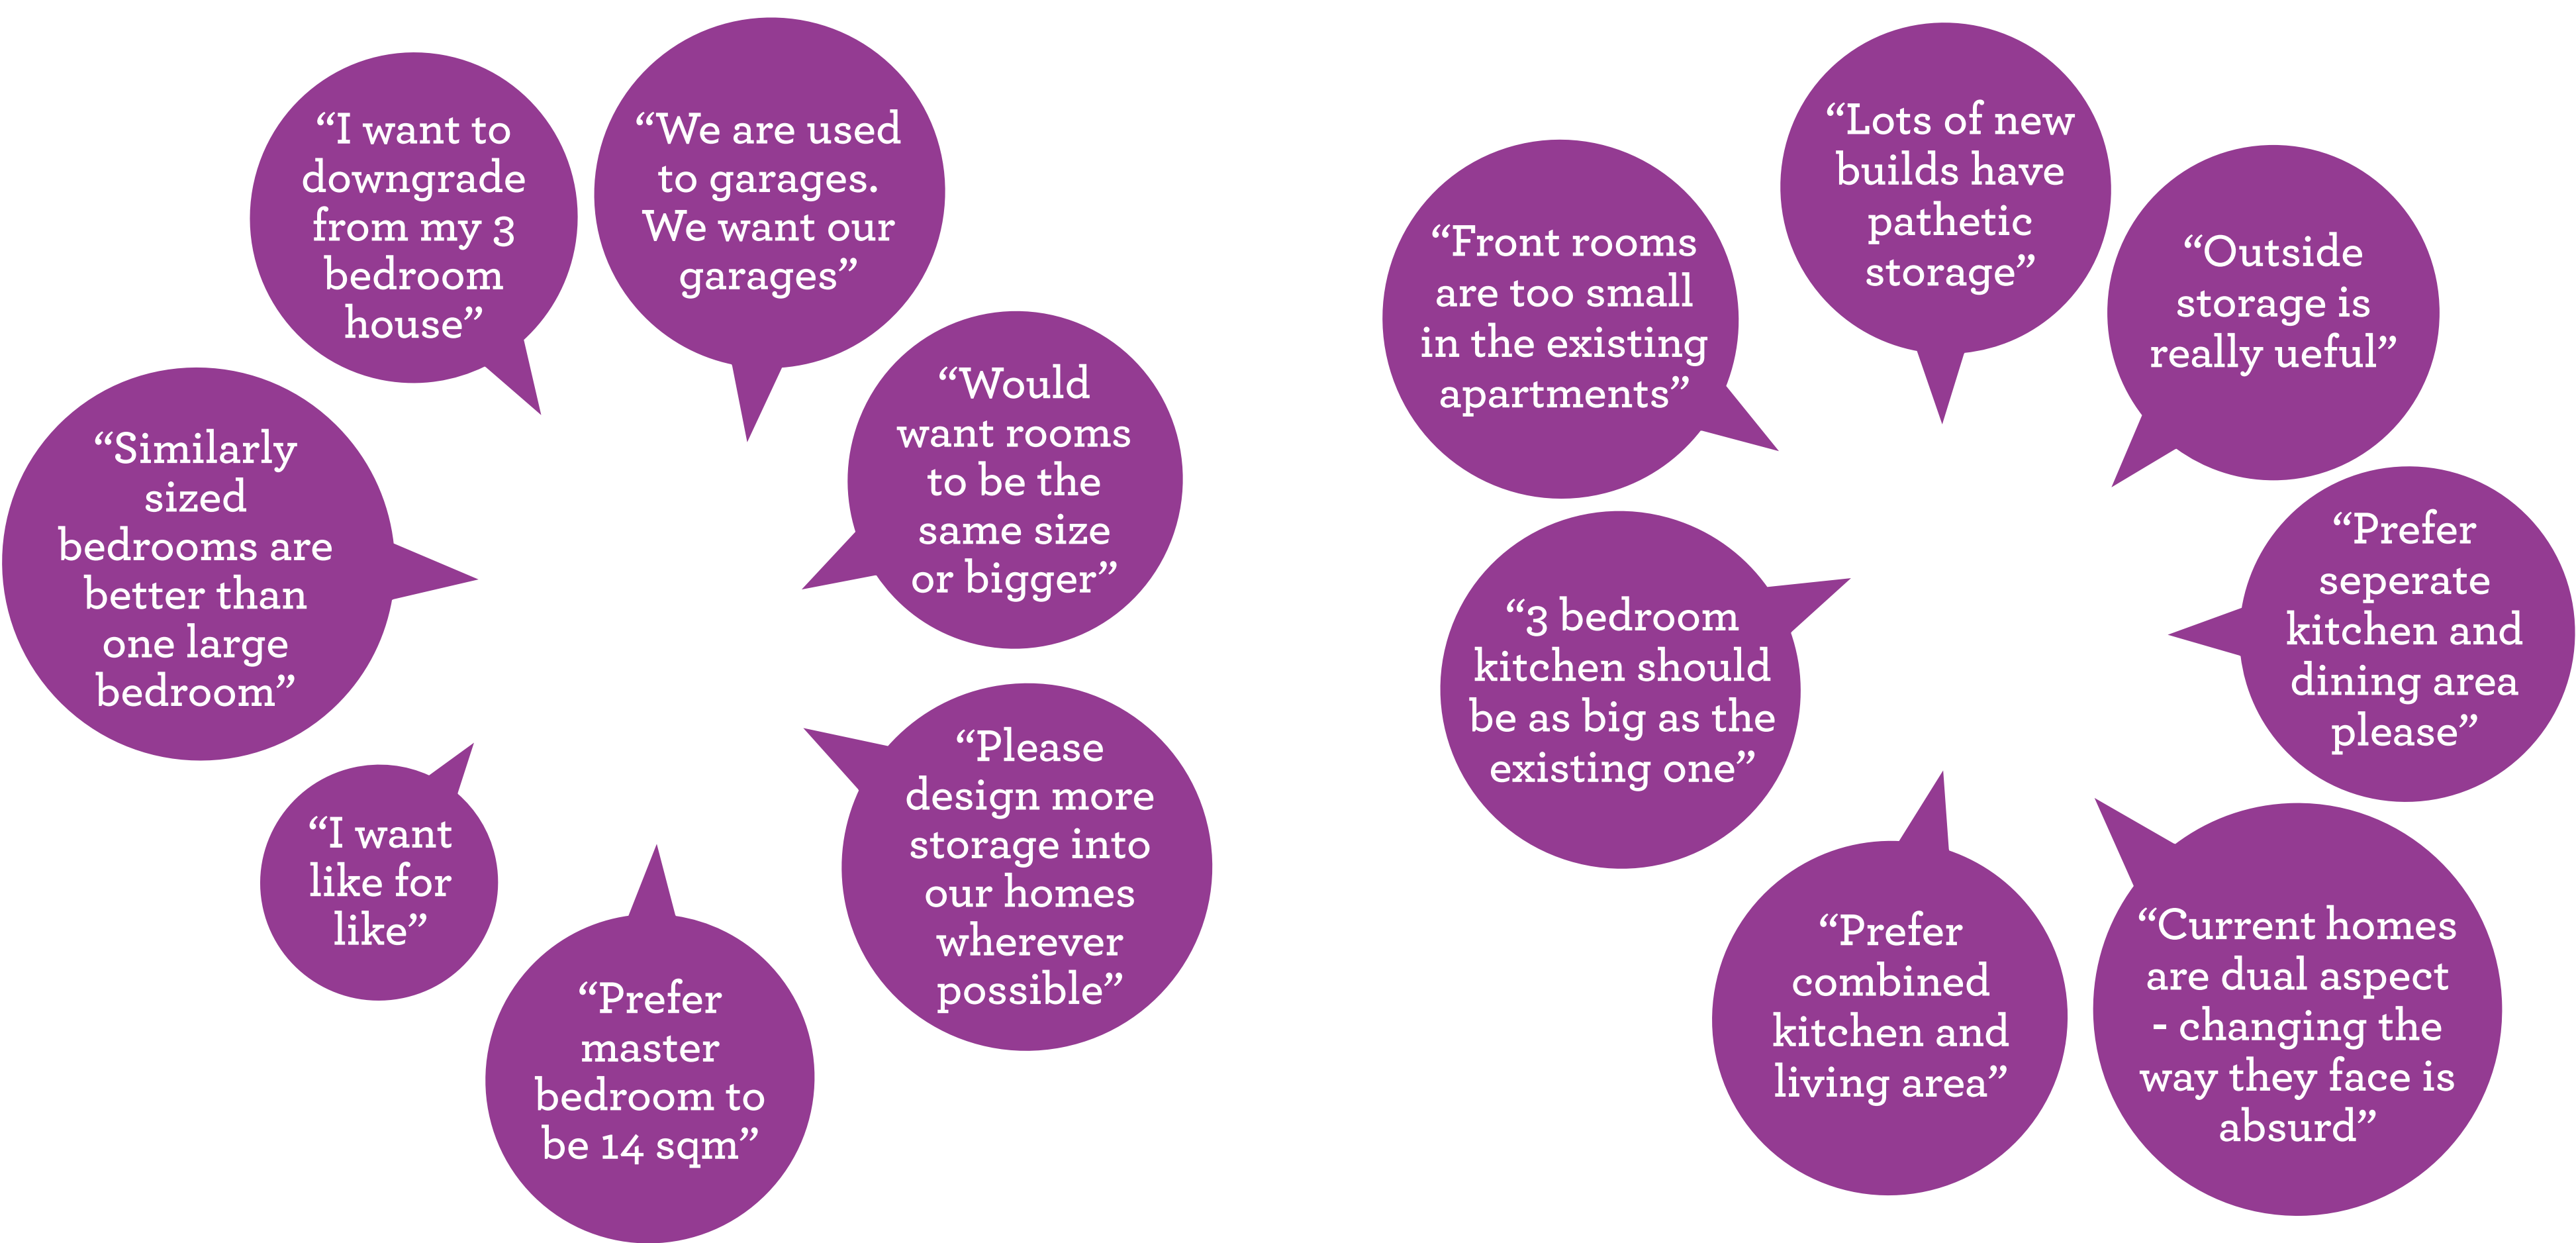 “I want to
downgrade
from my 3
bedroom
house”
“We are used
to garages.
We want our
garages”
“Would
want rooms
to be the
same size
or bigger”
“Similarly
sized
bedrooms are
better than
one large
bedroom”
“Please
design more
storage into
our homes
wherever
possible”
“I want
like for
like”
“Prefer
master
bedroom to
be 14 sqm”
“Lots of new
builds have
pathetic
storage”
“Front rooms
are too small
in the existing
apartments”
“Outside
storage is
really ueful”
“Prefer
seperate
kitchen and
dining area
please”
“3 bedroom
kitchen should
be as big as the
existing one”
“Prefer
combined
kitchen and
living area”
“Current homes
are dual aspect
- changing the
way they face is
absurd”